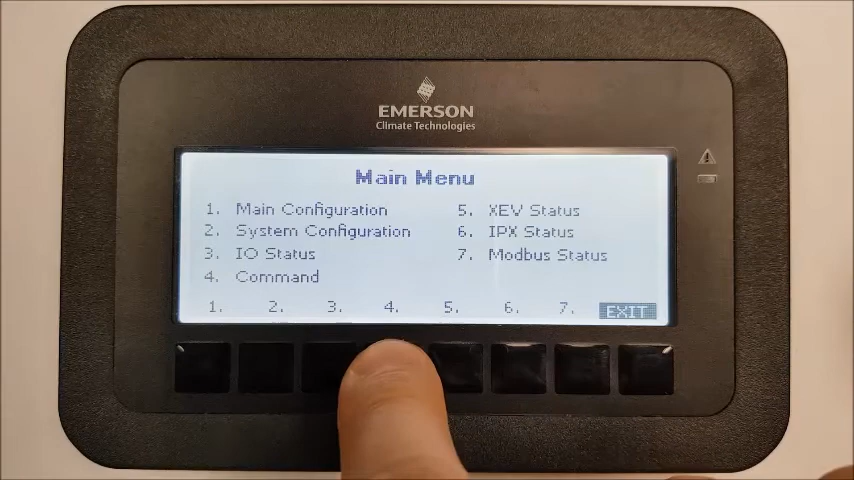 EMERSON
Climate Technologies
Main Menu
1. Main Configuration
2. System Configuration
3. IO Status
4. Command
5. XEV Status
6. IPX Status
7. Modbus Status
1. 2. 3. 4. 5. 6. 7. EXIT